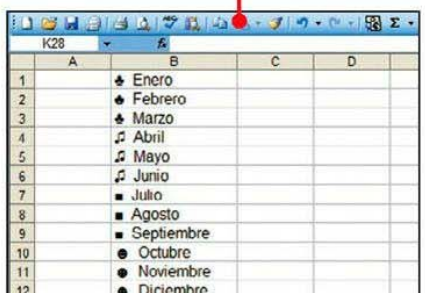 K28 fx
A B C D
1 ♣ Enero
2 ♠ Febrero
3 ♣ Marzo
4 ♫ Abril
5 ♫ Mayo
6 ♫ Junio
7 ■ Julio
8 ■ Agosto
9 ■ Septiembre
10 ☻ Octubre
11 ☻ Noviembre
12 ☻ Diciembre